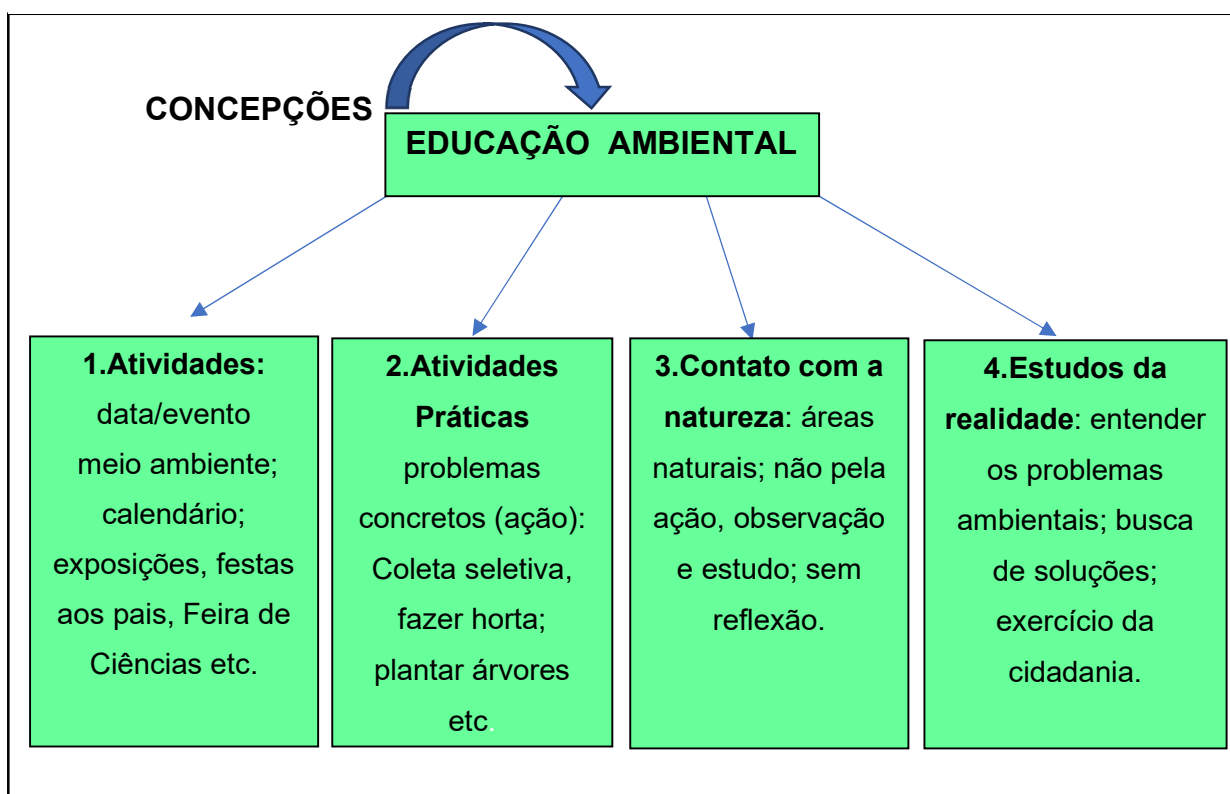 CONCEPÇÕES
EDUCAÇÃO AMBIENTAL
1.Atividades:
data/evento
meio ambiente;
calendário;
exposições, festas
aos pais, Feira de
Ciências etc.
2.Atividades
Práticas
problemas
concretos (ação):
Coleta seletiva,
fazer horta;
plantar árvores
etc.
3.Contato com a
natureza: áreas
naturais; não pela
ação, observação
e estudo; sem
reflexão.
4.Estudos da
realidade: entender
os problemas
ambientais; busca
de soluções;
exercício da
cidadania.